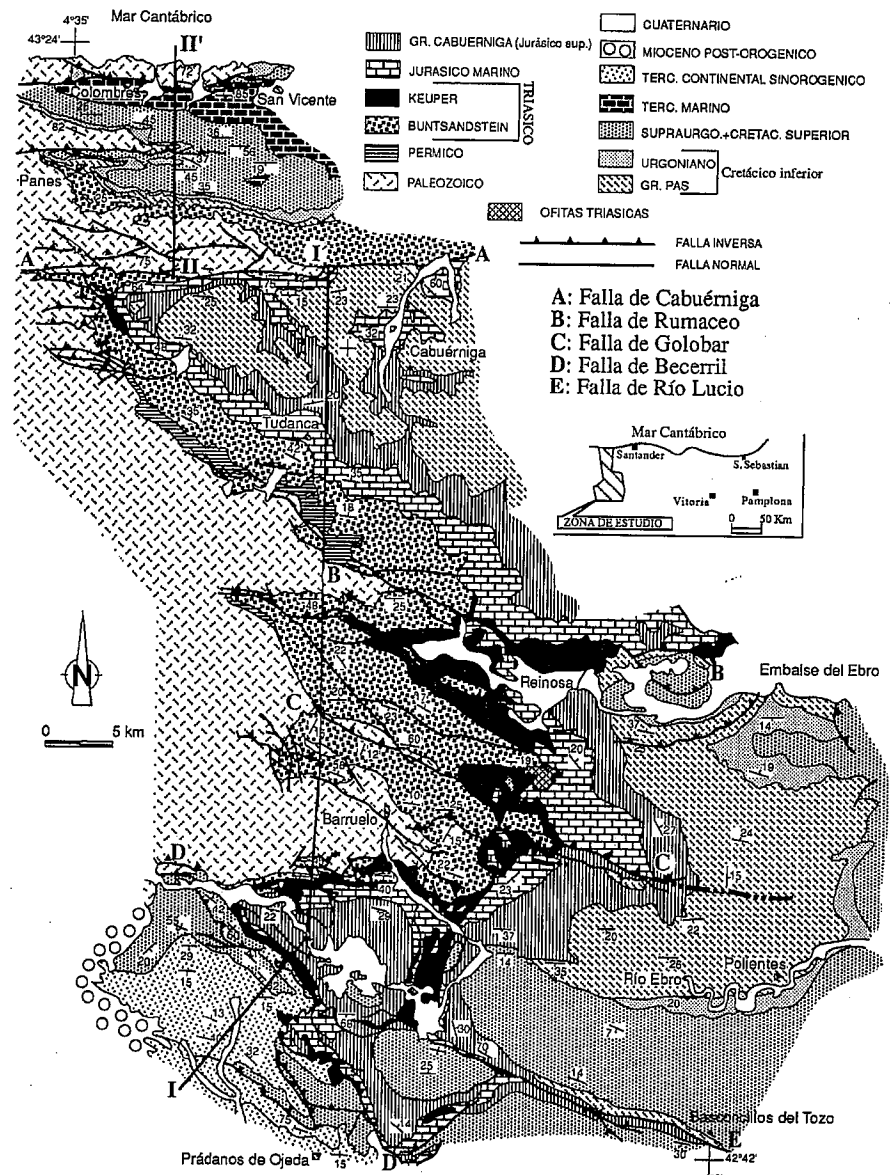 Mar Cantábrico
4°35'
43°24'
II'
Colombres
San Vicente
Panes
A
II
I
A
Cabuérniga
Tudanca
B
Reinosa
B
Embalse del Ebro
C
Barruelo
C
D
Río Ebro
Polientes
I
Basconcillos del Tozo
E
42°42'
D
Prádanos de Ojeda
N
0 5 km
GR. CABUERNIGA (Jurásico sup.)
JURASICO MARINO
KEUPER
BUNTSANDSTEIN
TRIASICO
PERMICO
PALEOZOICO
CUATERNARIO
MIOCENO POST-OROGENICO
TERC. CONTINENTAL SINOROGENICO
TERC. MARINO
SUPRAURGO.+CRETAC. SUPERIOR
URGONIANO
GR. PAS
Cretácico inferior
OFITAS TRIASICAS
FALLA INVERSA
FALLA NORMAL
A: Falla de Cabuérniga
B: Falla de Rumaceo
C: Falla de Golobar
D: Falla de Becerril
E: Falla de Río Lucio
Mar Cantábrico
Santander
S. Sebastian
Vitoria
Pamplona
ZONA DE ESTUDIO
0 50 Km